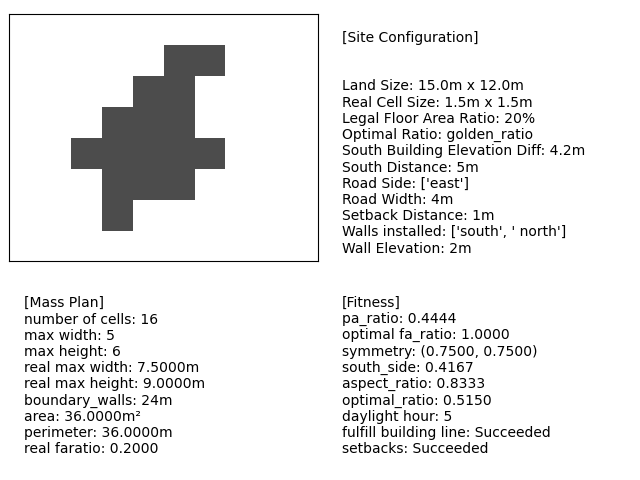 [Site Configuration]
Land Size: 15.0m x 12.0m
Real Cell Size: 1.5m x 1.5m
Legal Floor Area Ratio: 20%
Optimal Ratio: golden_ratio
South Building Elevation Diff: 4.2m
South Distance: 5m
Road Side: ['east']
Road Width: 4m
Setback Distance: 1m
Walls installed: ['south', ' north']
Wall Elevation: 2m
[Mass Plan]
number of cells: 16
max width: 5
max height: 6
real max width: 7.5000m
real max height: 9.0000m
boundary_walls: 24m
area: 36.0000m²
perimeter: 36.0000m
real faratio: 0.2000
[Fitness]
pa_ratio: 0.4444
optimal fa_ratio: 1.0000
symmetry: (0.7500, 0.7500)
south_side: 0.4167
aspect_ratio: 0.8333
optimal_ratio: 0.5150
daylight hour: 5
fulfill building line: Succeeded
setbacks: Succeeded